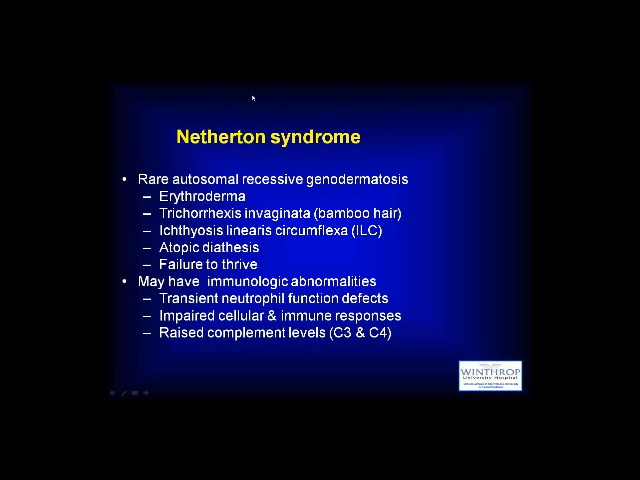 Netherton syndrome
• Rare autosomal recessive genodermatosis
– Erythroderma
– Trichorrhexis invaginata (bamboo hair)
– Ichthyosis linearis circumflexa (ILC)
– Atopic diathesis
– Failure to thrive
• May have immunologic abnormalities
– Transient neutrophil function defects
– Impaired cellular & immune responses
– Raised complement levels (C3 & C4)
WINTHROP
University Hospital